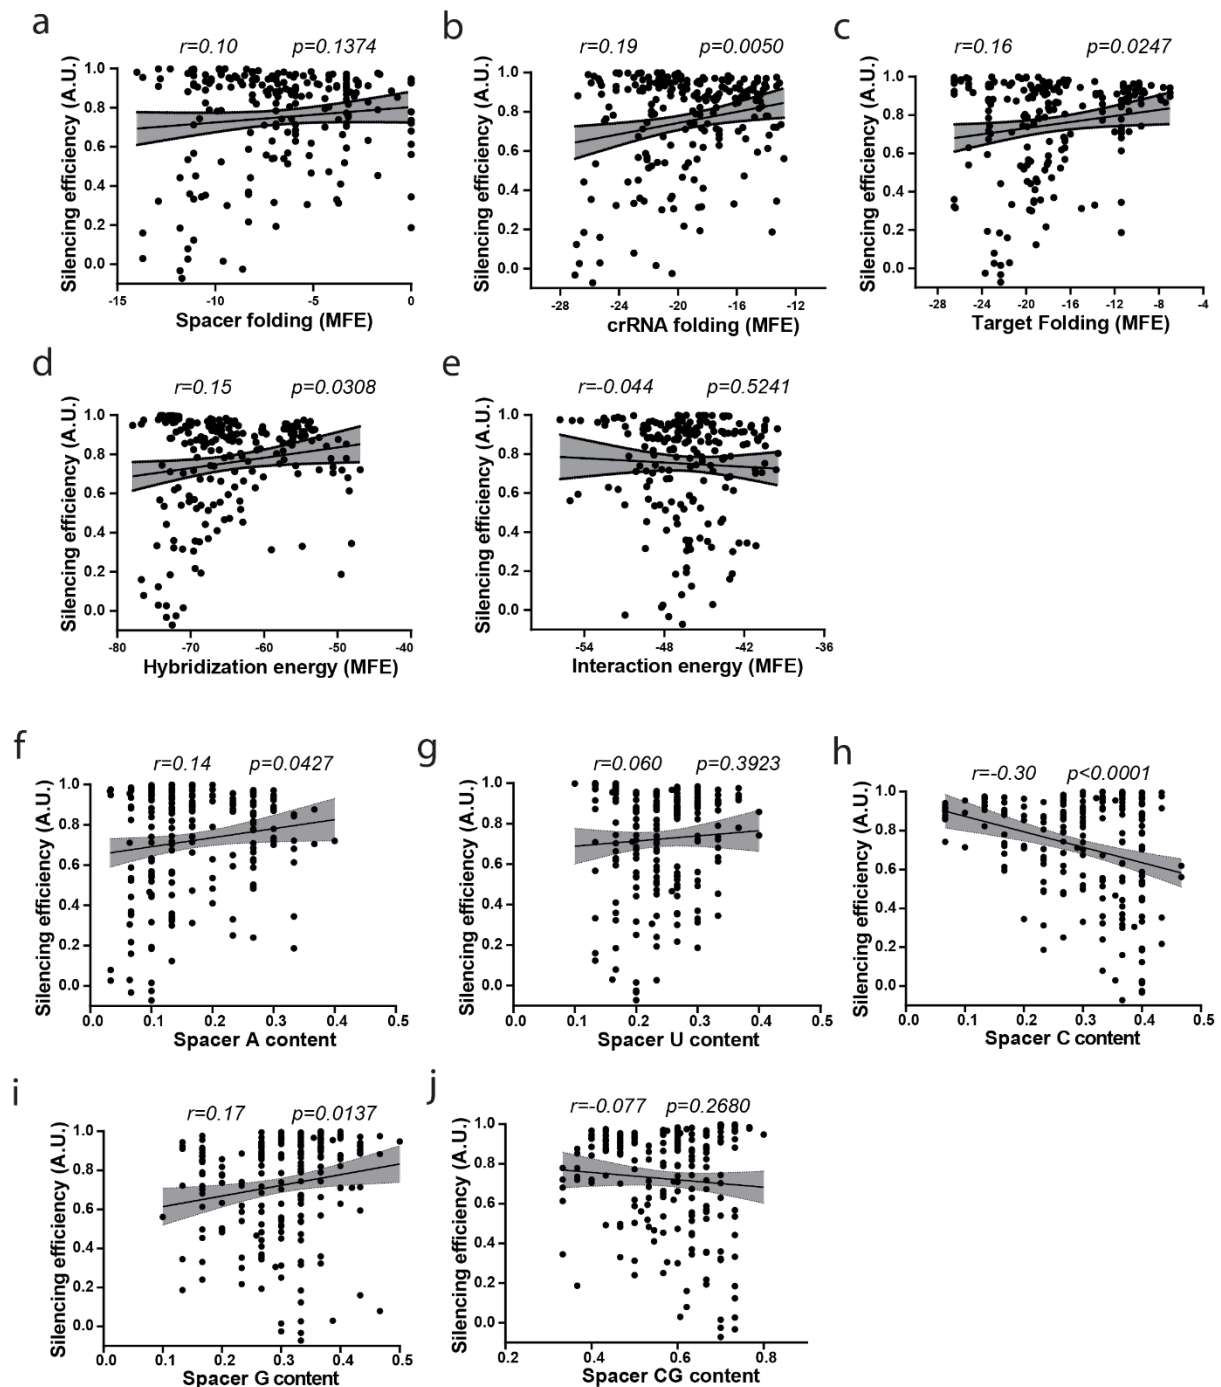 a
r=0.10 p=0.1374
Silencing efficiency (A.U.)
1.0
0.8
0.6
0.4
0.2
0.0
-15 -10 -5 0
Spacer folding (MFE)
b
r=0.19 p=0.0050
Silencing efficiency (A.U.)
1.0
0.8
0.6
0.4
0.2
0.0
-28 -24 -20 -16 -12
crRNA folding (MFE)
c
r=0.16 p=0.0247
Silencing efficiency (A.U.)
1.0
0.8
0.6
0.4
0.2
0.0
-28 -24 -20 -16 -12 -8 -4
Target Folding (MFE)
d
r=0.15 p=0.0308
Silencing efficiency (A.U.)
1.0
0.8
0.6
0.4
0.2
0.0
-80 -70 -60 -50 -40
Hybridization energy (MFE)
e
r=-0.044 p=0.5241
Silencing efficiency (A.U.)
1.0
0.8
0.6
0.4
0.2
0.0
-54 -48 -42 -36
Interaction energy (MFE)
f
r=0.14 p=0.0427
Silencing efficiency (A.U.)
1.0
0.8
0.6
0.4
0.2
0.0
0.0 0.1 0.2 0.3 0.4 0.5
Spacer A content
g
r=0.060 p=0.3923
Silencing efficiency (A.U.)
1.0
0.8
0.6
0.4
0.2
0.0
0.0 0.1 0.2 0.3 0.4 0.5
Spacer U content
h
r=-0.30 p<0.0001
Silencing efficiency (A.U.)
1.0
0.8
0.6
0.4
0.2
0.0
0.0 0.1 0.2 0.3 0.4 0.5
Spacer C content
i
r=0.17 p=0.0137
Silencing efficiency (A.U.)
1.0
0.8
0.6
0.4
0.2
0.0
0.1 0.2 0.3 0.4 0.5
Spacer G content
j
r=-0.077 p=0.2680
Silencing efficiency (A.U.)
1.0
0.8
0.6
0.4
0.2
0.0
0.2 0.4 0.6 0.8
Spacer CG content